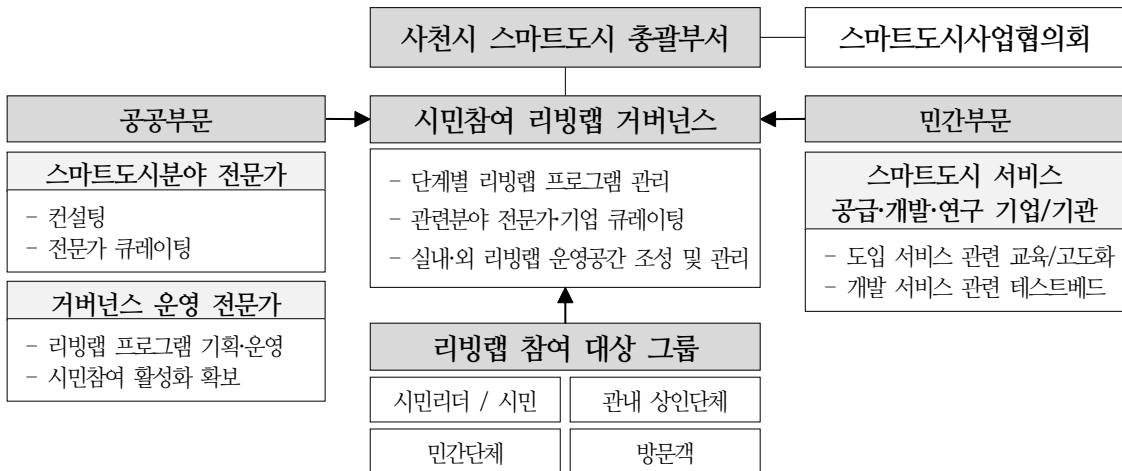 사천시 스마트도시 총괄부서
스마트도시사업협의회
공공부문
시민참여 리빙랩 거버넌스
민간부문
스마트도시분야 전문가
- 컨설팅
- 전문가 큐레이팅
거버넌스 운영 전문가
- 리빙랩 프로그램 기획·운영
- 시민참여 활성화 확보
- 단계별 리빙랩 프로그램 관리
- 관련분야 전문가·기업 큐레이팅
- 실내·외 리빙랩 운영공간 조성 및 관리
스마트도시 서비스
공급·개발·연구 기업/기관
- 도입 서비스 관련 교육/고도화
- 개발 서비스 관련 테스트베드
리빙랩 참여 대상 그룹
시민리더 / 시민
관내 상인단체
민간단체
방문객